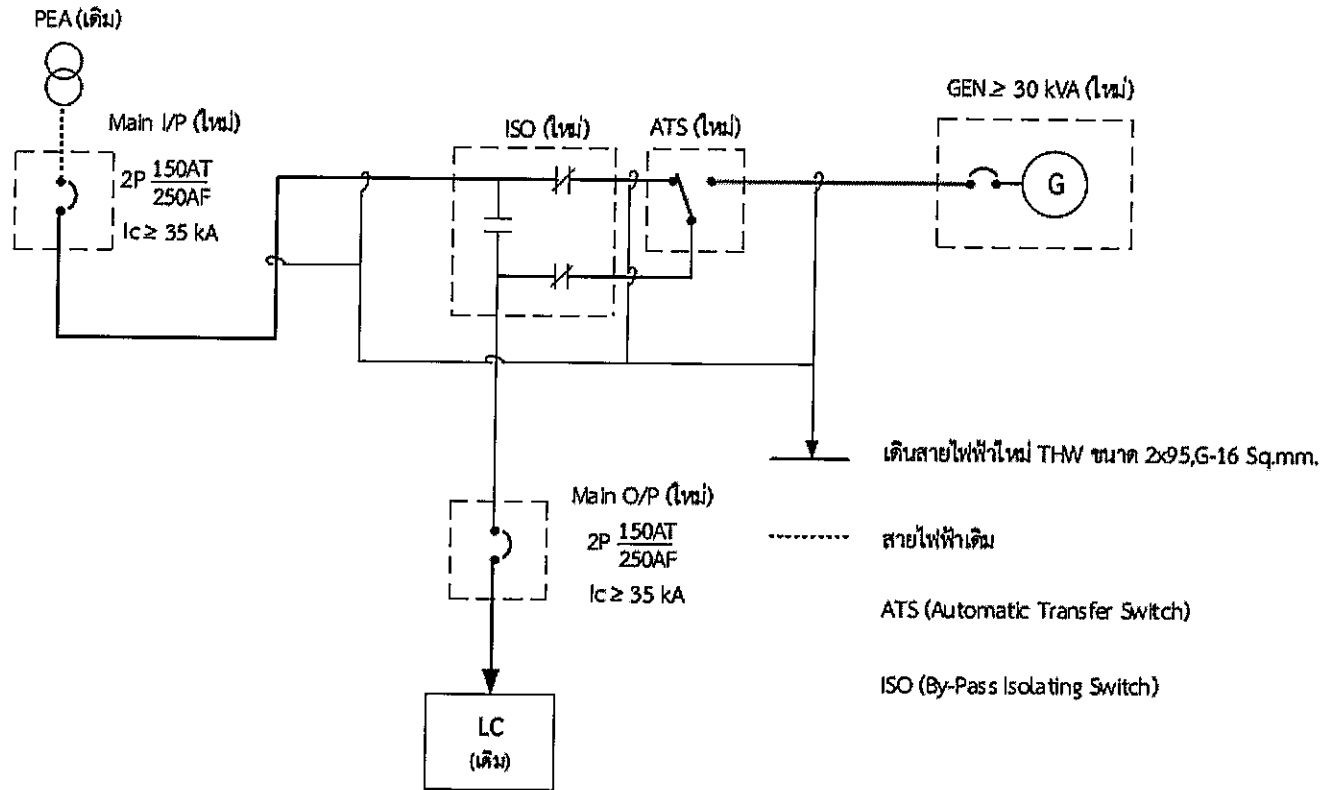 PEA (เดิม)
Main I/P (ใหม่)
2P 150AT
250AF
Ic ≥ 35 kA
ISO (ใหม่)
ATS (ใหม่)
GEN ≥ 30 kVA (ใหม่)
G
เดินสายไฟฟ้าใหม่ THW ขนาด 2x95,G-16 Sq.mm.
Main O/P (ใหม่)
2P 150AT
250AF
Ic ≥ 35 kA
สายไฟฟ้าเดิม
ATS (Automatic Transfer Switch)
ISO (By-Pass Isolating Switch)
LC
(เดิม)